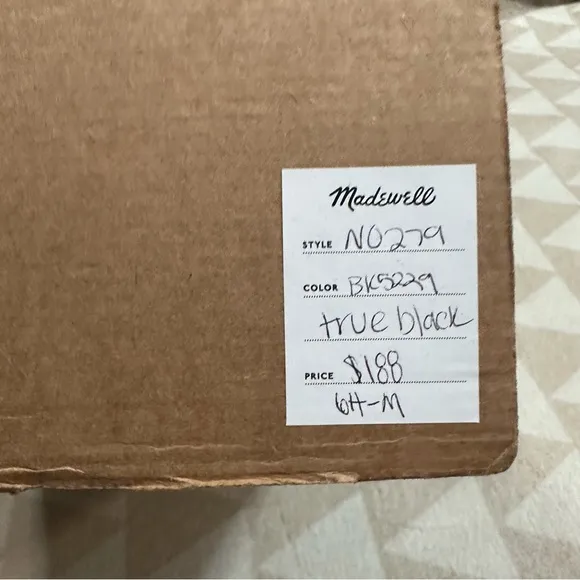 Madewell
STYLE NO279
COLOR BK5229
true black
PRICE $188
6H-M